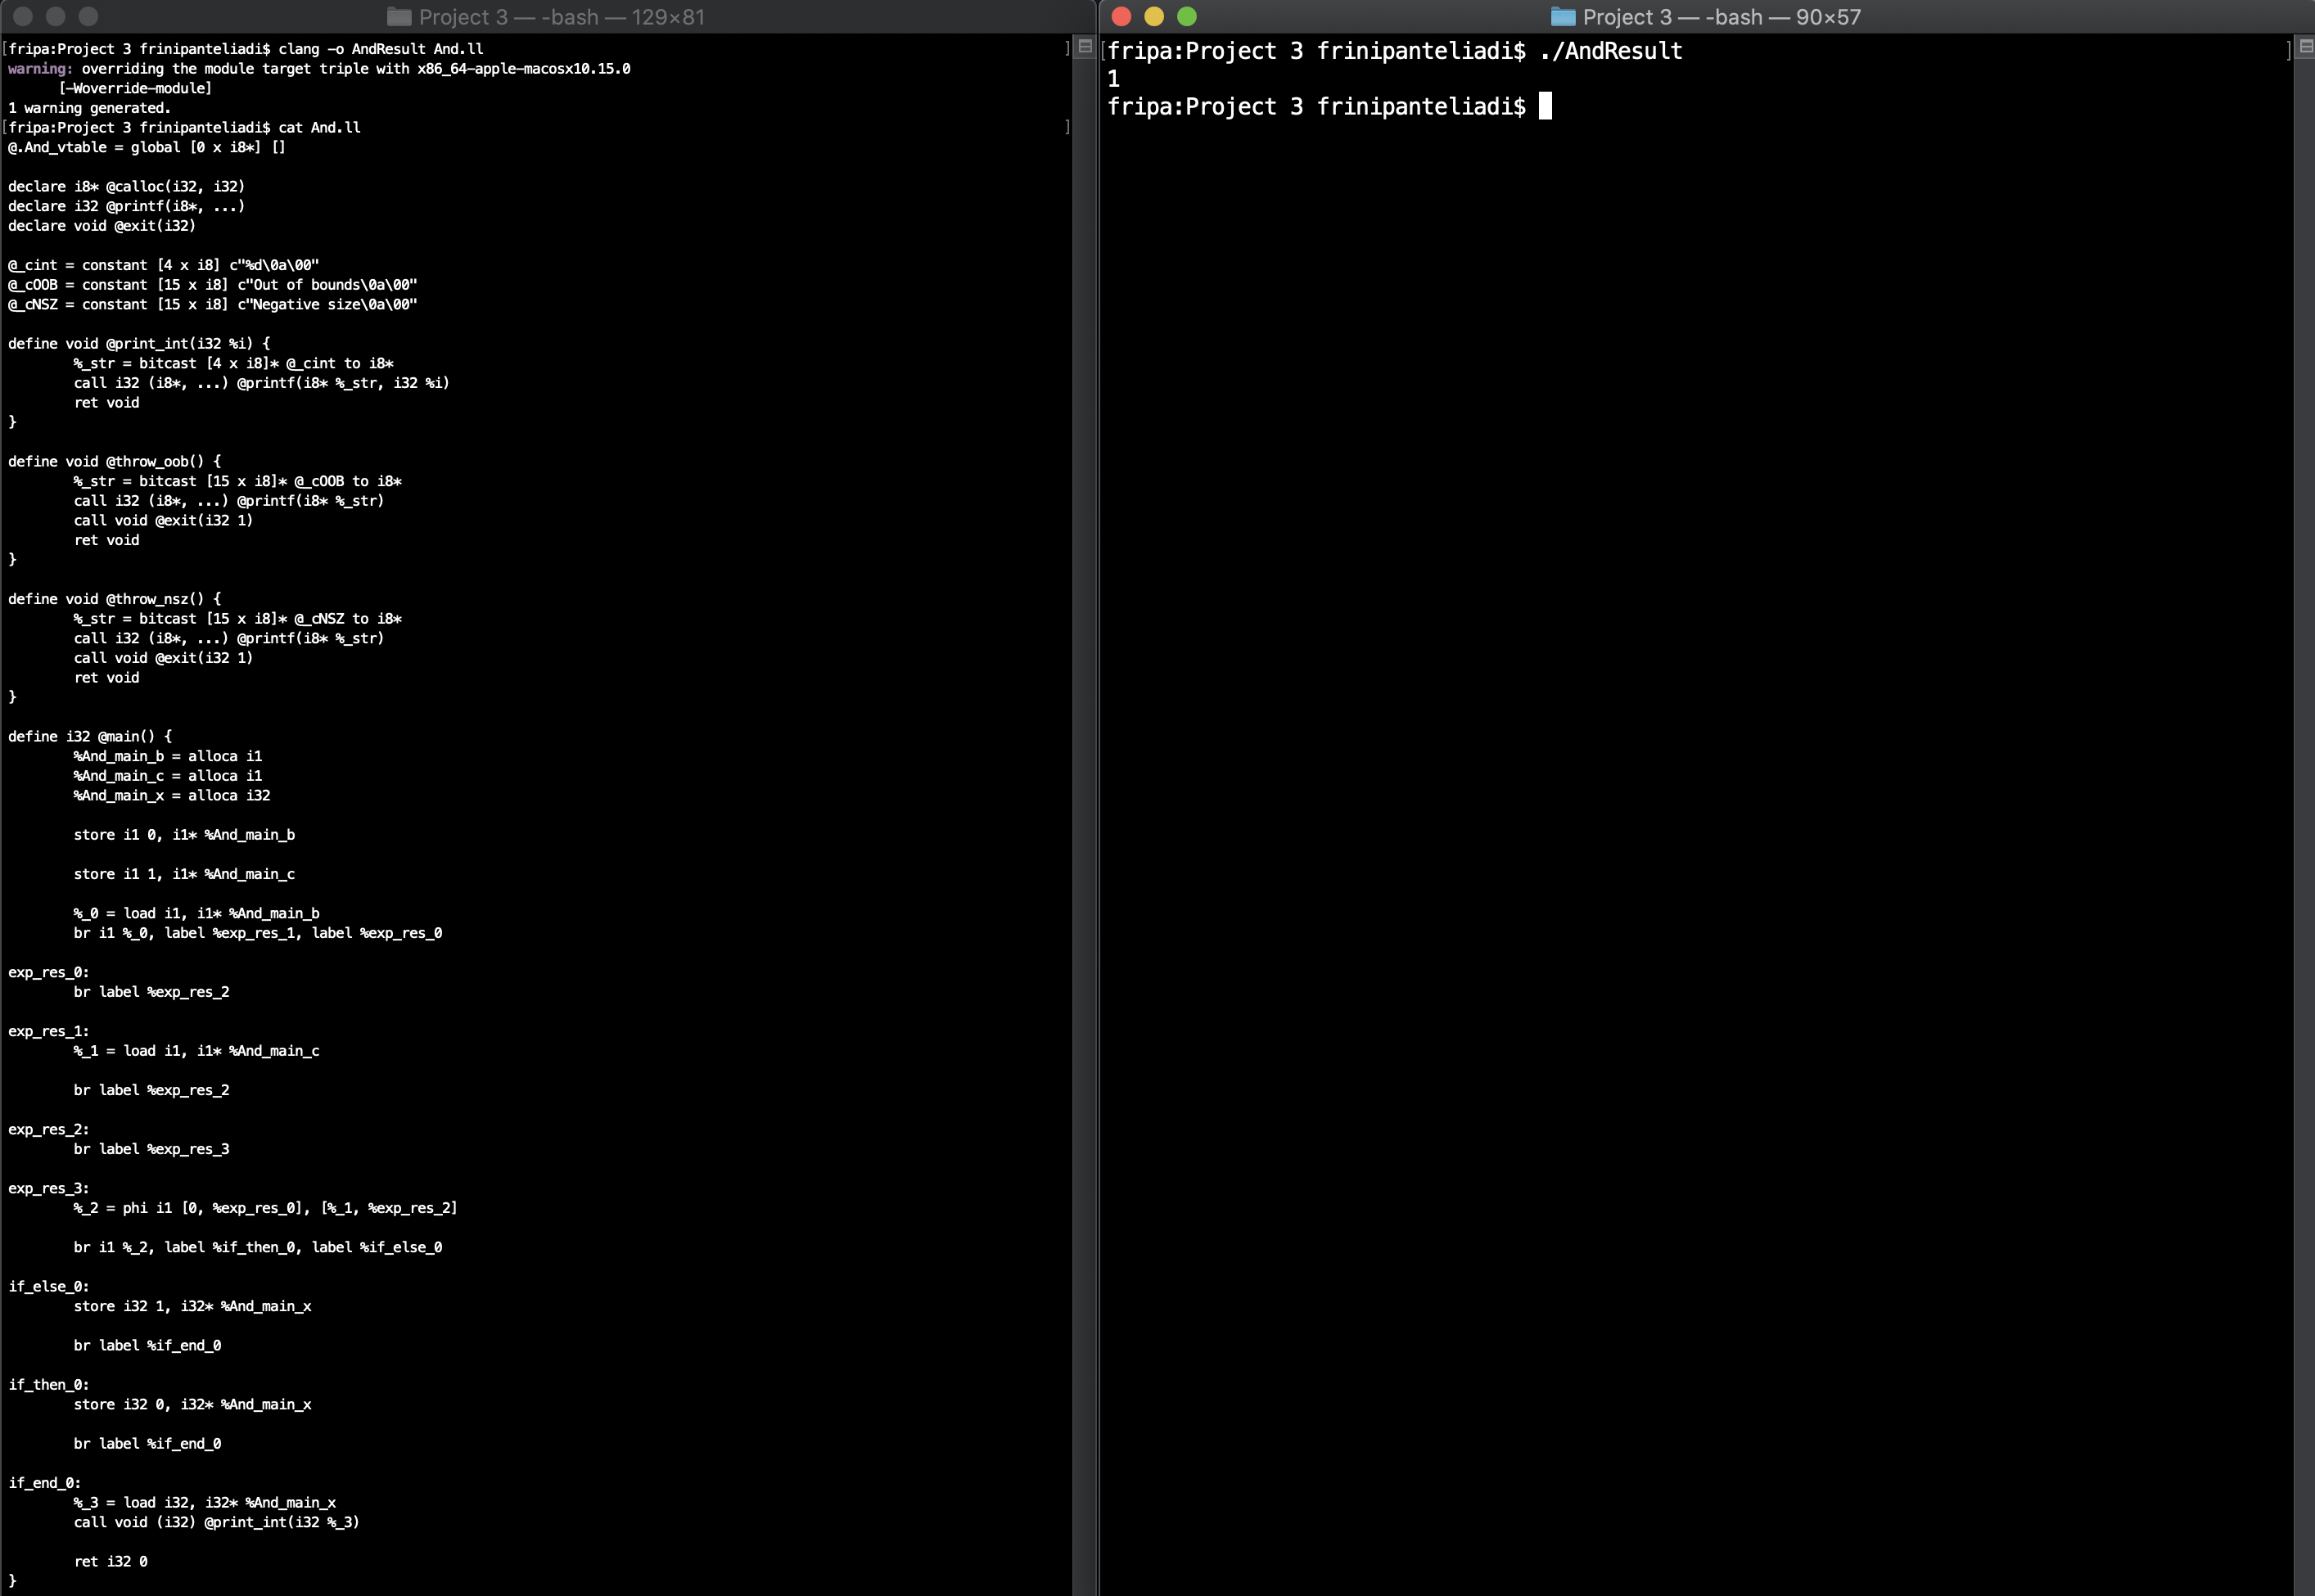 Project 3 — -bash — 129×81
[fripa:Project 3 frinipanteliadi$ clang -o AndResult And.ll ]
warning: overriding the module target triple with x86_64-apple-macosx10.15.0
      [-Woverride-module]
1 warning generated.
[fripa:Project 3 frinipanteliadi$ cat And.ll ]
@.And_vtable = global [0 x i8*] []

declare i8* @calloc(i32, i32)
declare i32 @printf(i8*, ...)
declare void @exit(i32)

@_cint = constant [4 x i8] c"%d\0a\00"
@_cOOB = constant [15 x i8] c"Out of bounds\0a\00"
@_cNSZ = constant [15 x i8] c"Negative size\0a\00"

define void @print_int(i32 %i) {
        %_str = bitcast [4 x i8]* @_cint to i8*
        call i32 (i8*, ...) @printf(i8* %_str, i32 %i)
        ret void
}

define void @throw_oob() {
        %_str = bitcast [15 x i8]* @_cOOB to i8*
        call i32 (i8*, ...) @printf(i8* %_str)
        call void @exit(i32 1)
        ret void
}

define void @throw_nsz() {
        %_str = bitcast [15 x i8]* @_cNSZ to i8*
        call i32 (i8*, ...) @printf(i8* %_str)
        call void @exit(i32 1)
        ret void
}

define i32 @main() {
        %And_main_b = alloca i1
        %And_main_c = alloca i1
        %And_main_x = alloca i32

        store i1 0, i1* %And_main_b

        store i1 1, i1* %And_main_c

        %_0 = load i1, i1* %And_main_b
        br i1 %_0, label %exp_res_1, label %exp_res_0

exp_res_0:
        br label %exp_res_2

exp_res_1:
        %_1 = load i1, i1* %And_main_c

        br label %exp_res_2

exp_res_2:
        br label %exp_res_3

exp_res_3:
        %_2 = phi i1 [0, %exp_res_0], [%_1, %exp_res_2]

        br i1 %_2, label %if_then_0, label %if_else_0

if_else_0:
        store i32 1, i32* %And_main_x

        br label %if_end_0

if_then_0:
        store i32 0, i32* %And_main_x

        br label %if_end_0

if_end_0:
        %_3 = load i32, i32* %And_main_x
        call void (i32) @print_int(i32 %_3)

        ret i32 0
}
Project 3 — -bash — 90×57
[fripa:Project 3 frinipanteliadi$ ./AndResult ]
1
fripa:Project 3 frinipanteliadi$